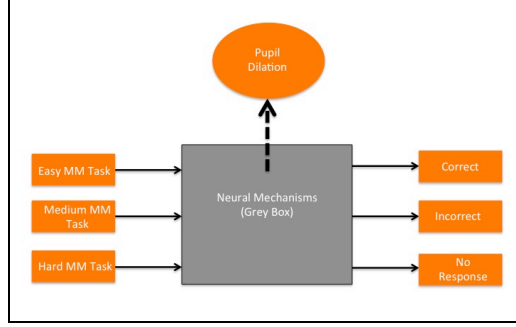 Pupil
Dilation
Easy MM Task
Medium MM
Task
Hard MM Task
Neural Mechanisms
(Grey Box)
Correct
Incorrect
No
Response